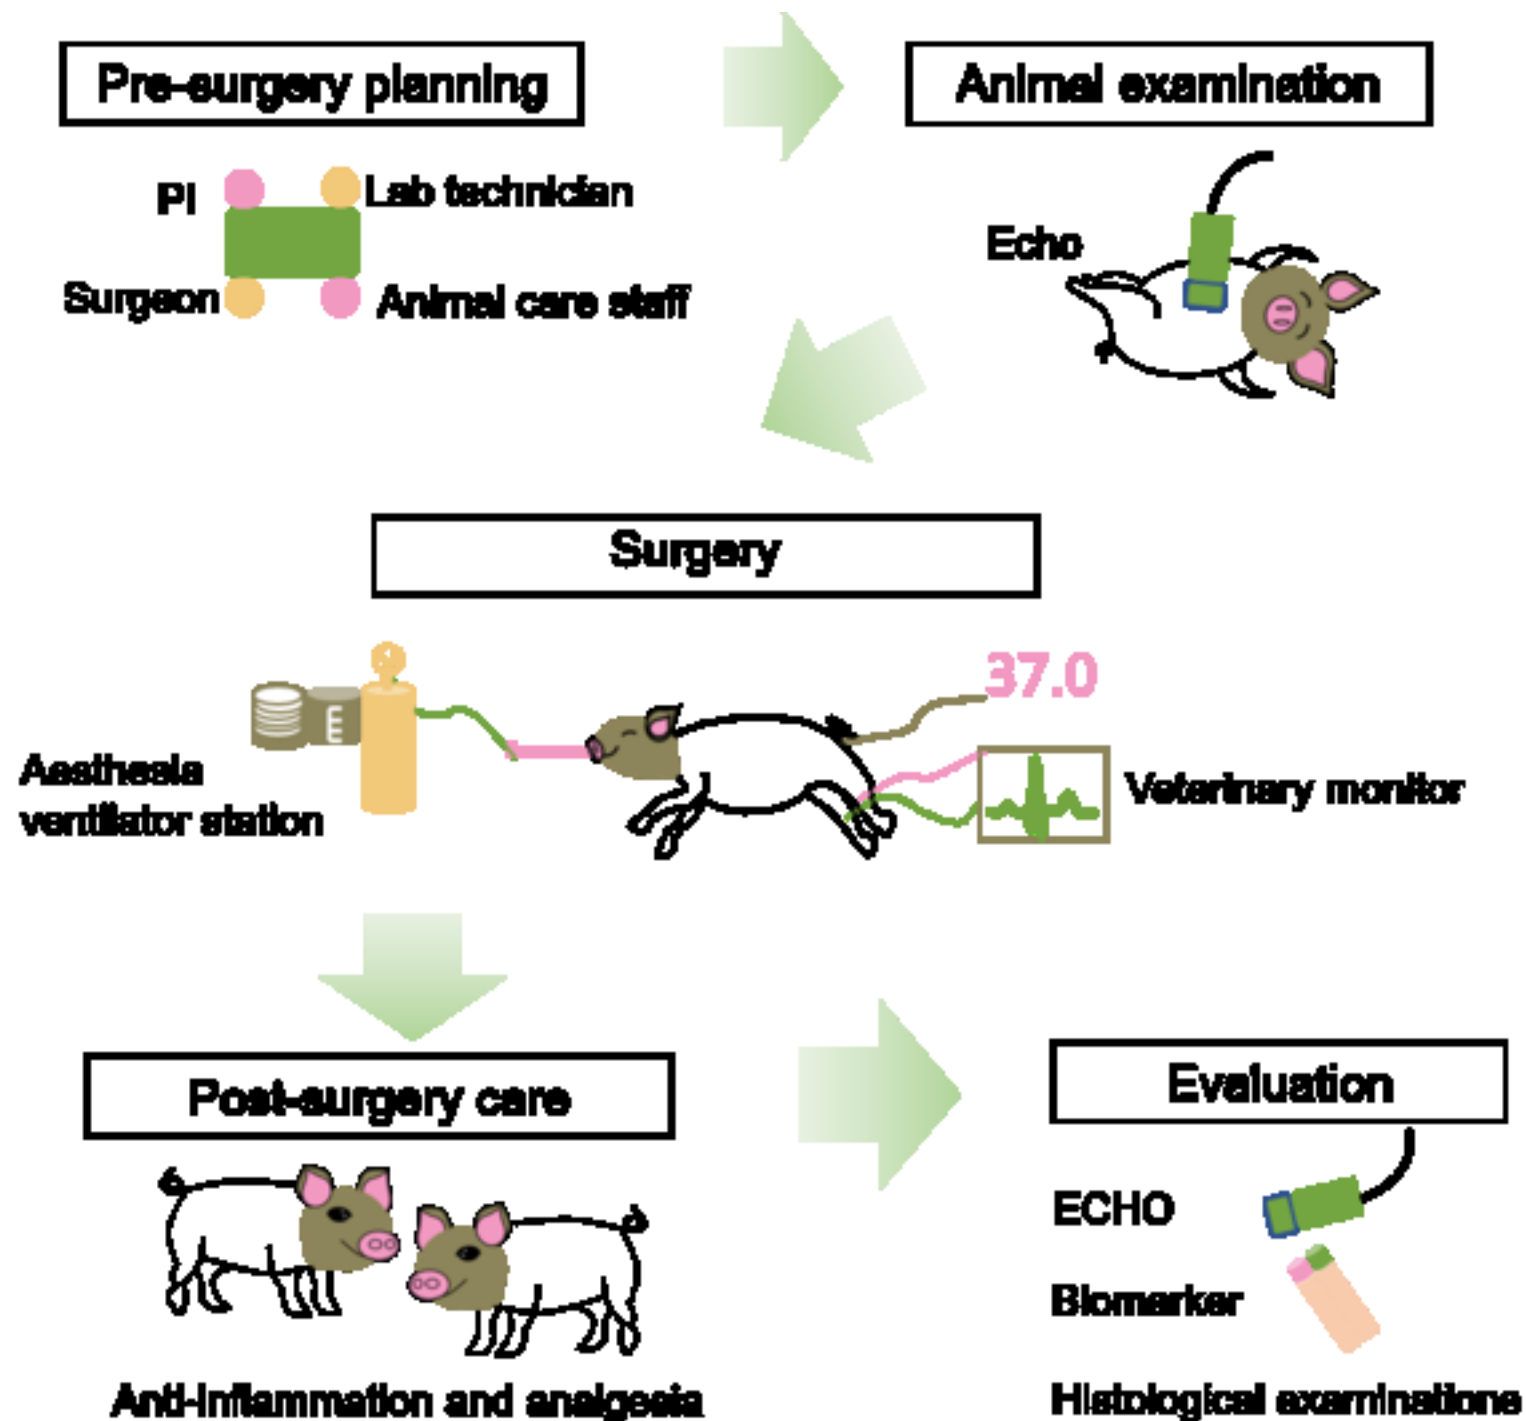 Pre-surgery planning
Animal examination
PI
Lab technician
Surgeon
Animal care staff
Echo
Surgery
37.0
E
Aesthesia
ventilator station
Veterinary monitor
Post-surgery care
Evaluation
ECHO
Biomarker
Anti-inflammation and analgesia
Histological examinations